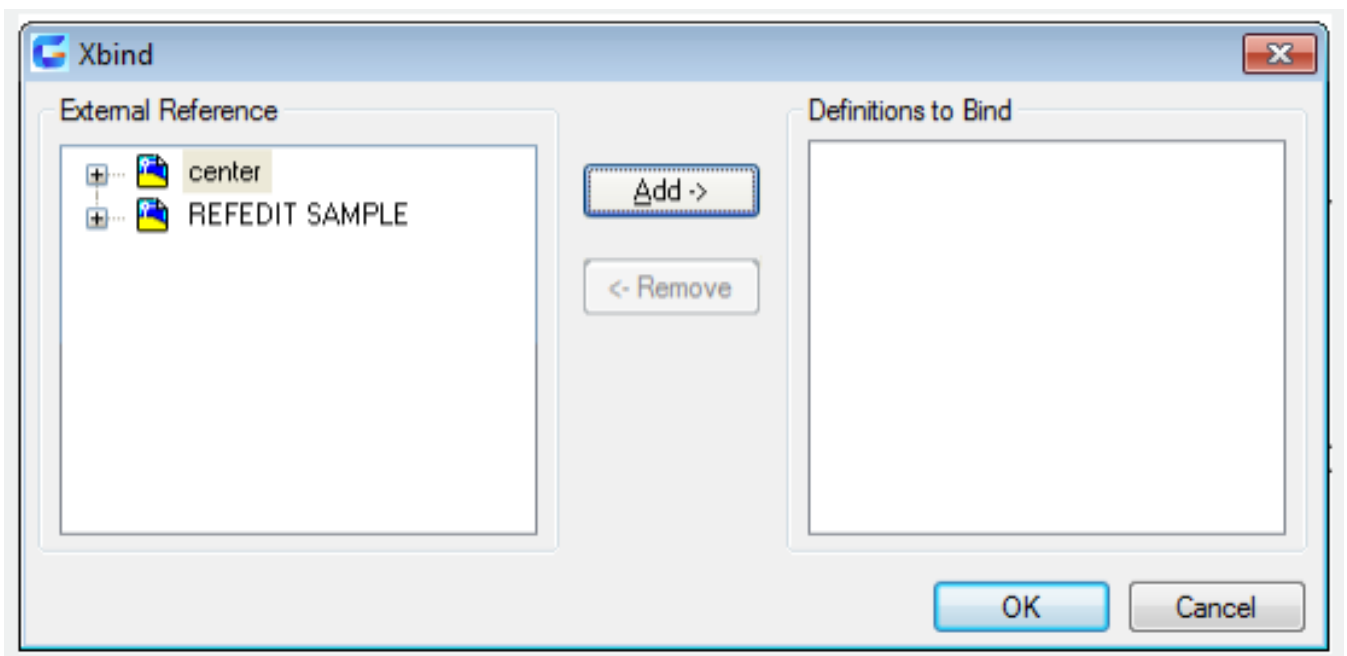 Xbind
External Reference
center
REFEDIT SAMPLE
Add ->
<- Remove
Definitions to Bind
OK
Cancel